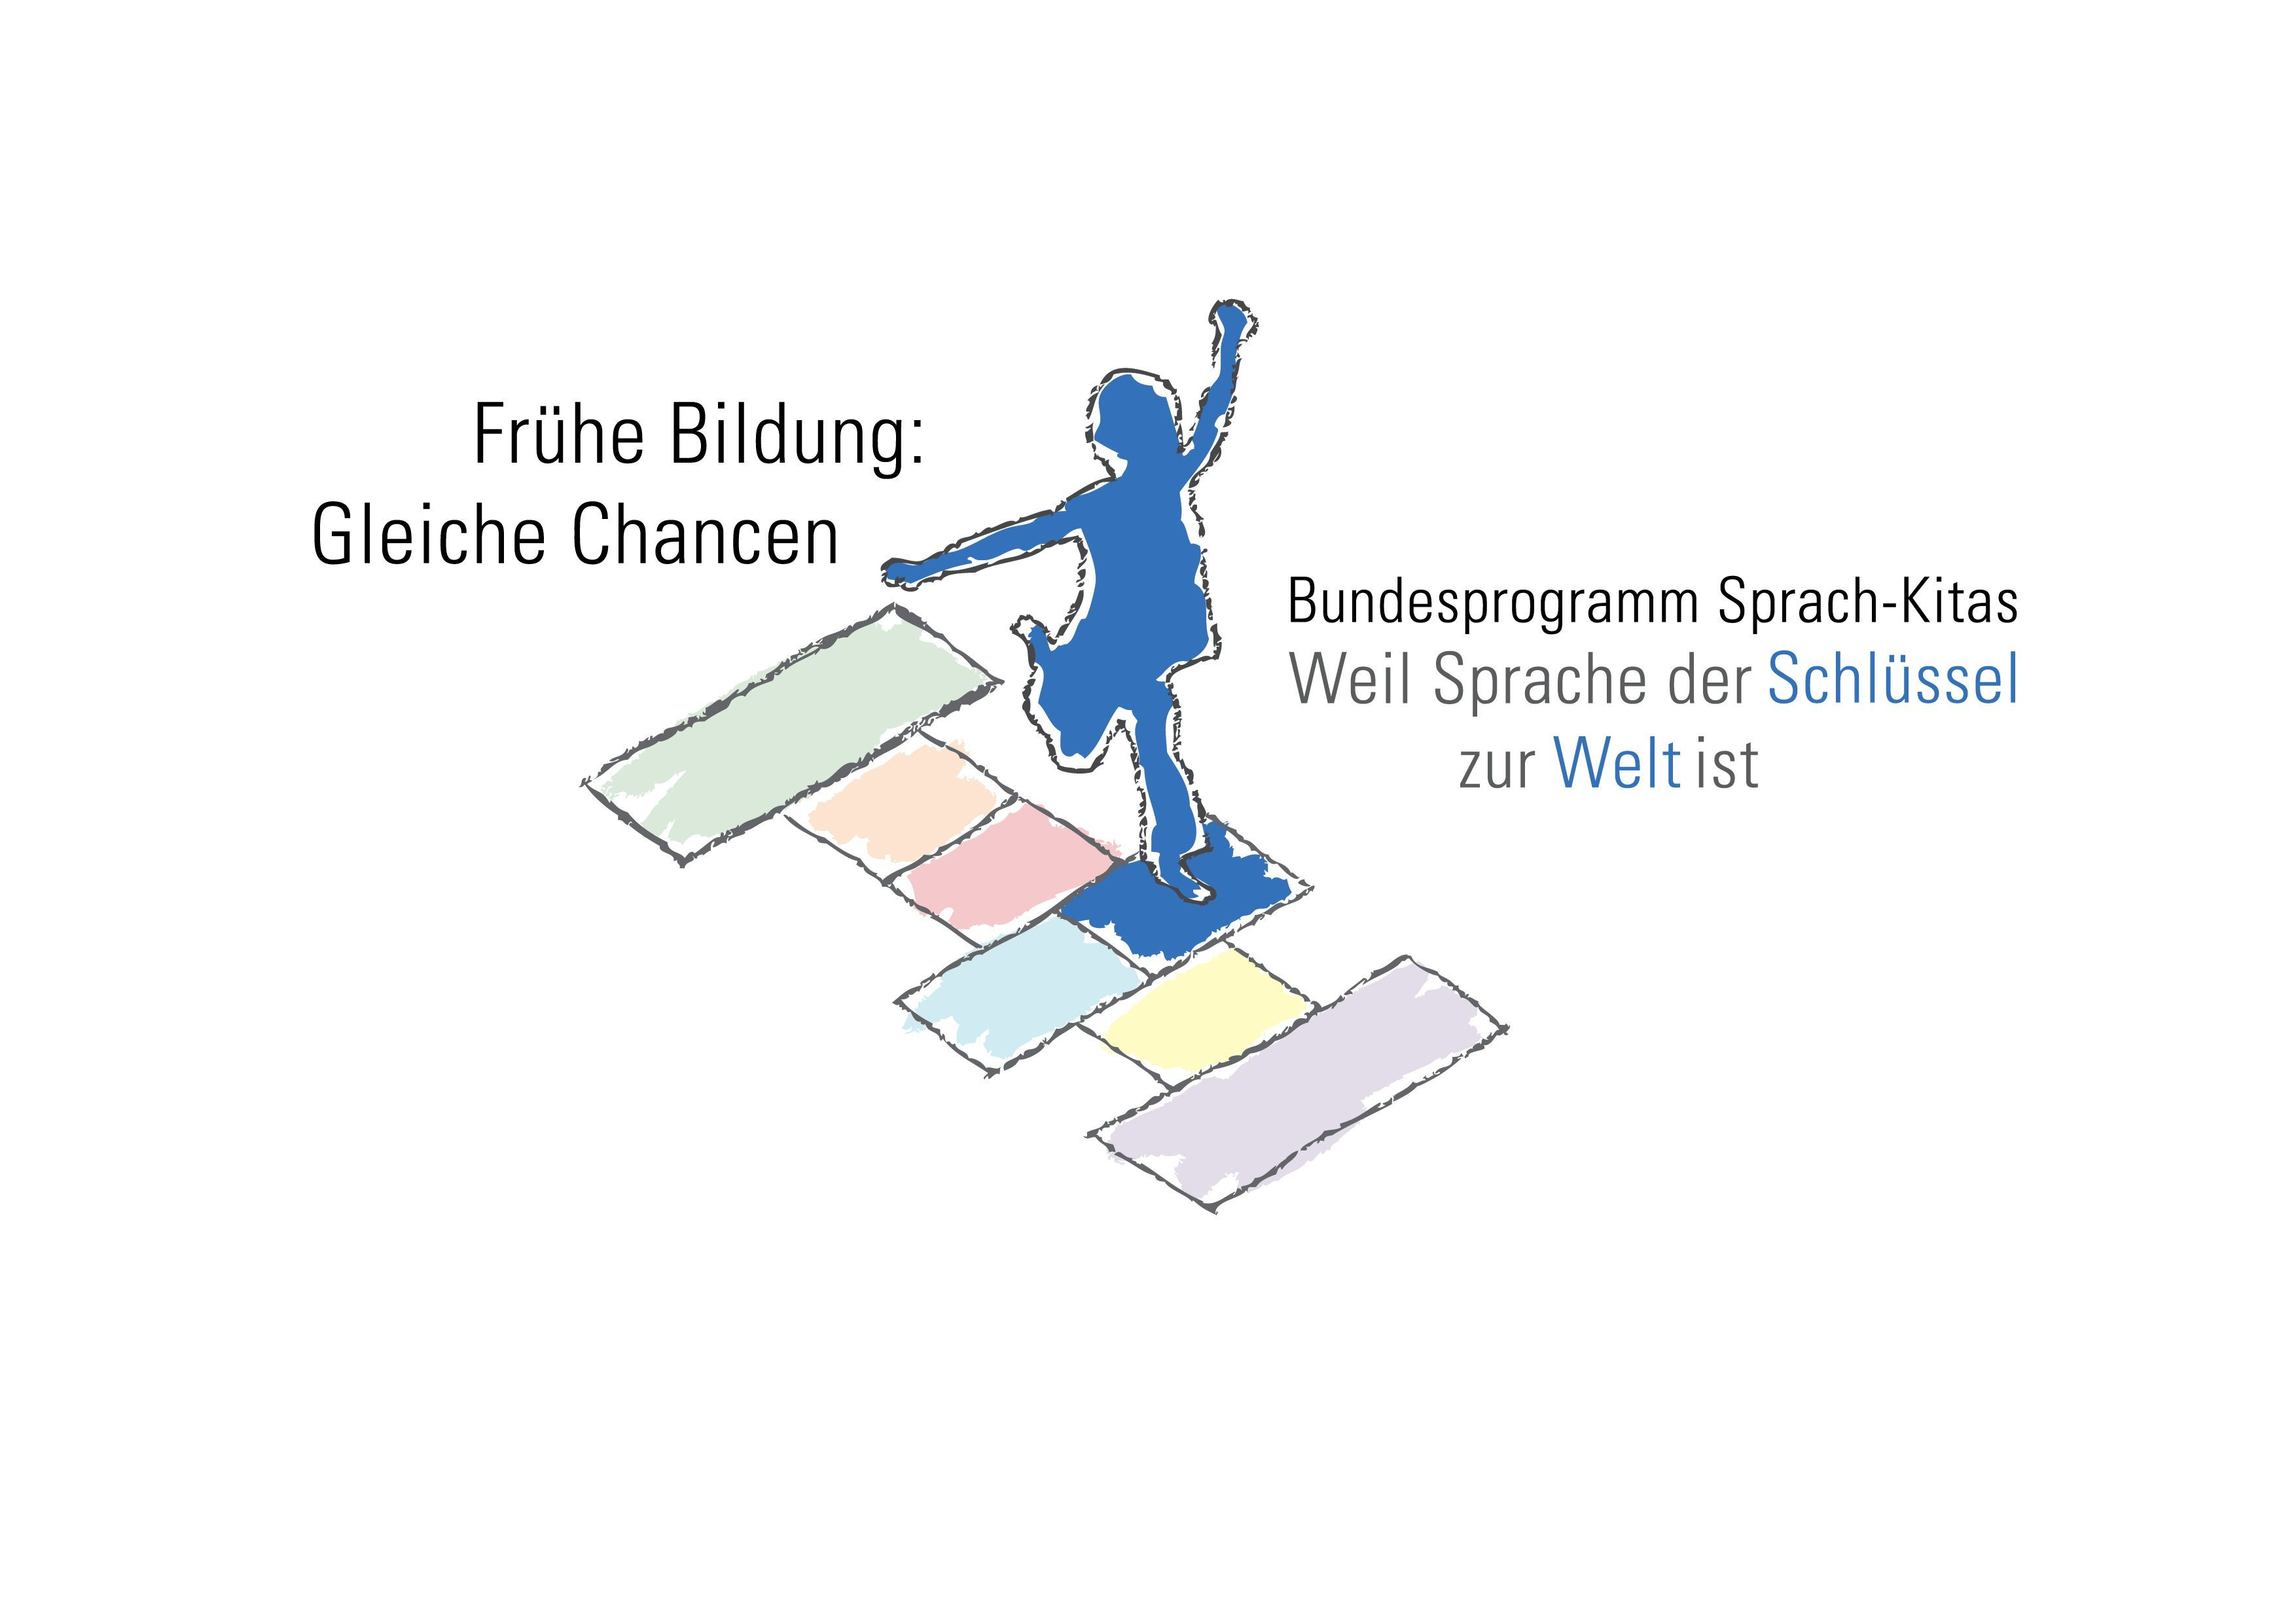 Frühe Bildung:
Gleiche Chancen
Bundesprogramm Sprach-Kitas
Weil Sprache der Schlüssel
zur Welt ist